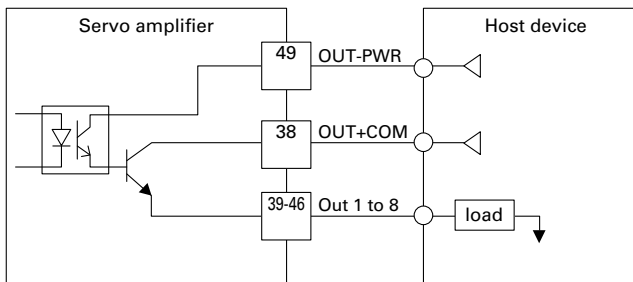 Servo amplifier
Host device
49 OUT-PWR
38 OUT+COM
39-46 Out 1 to 8
load